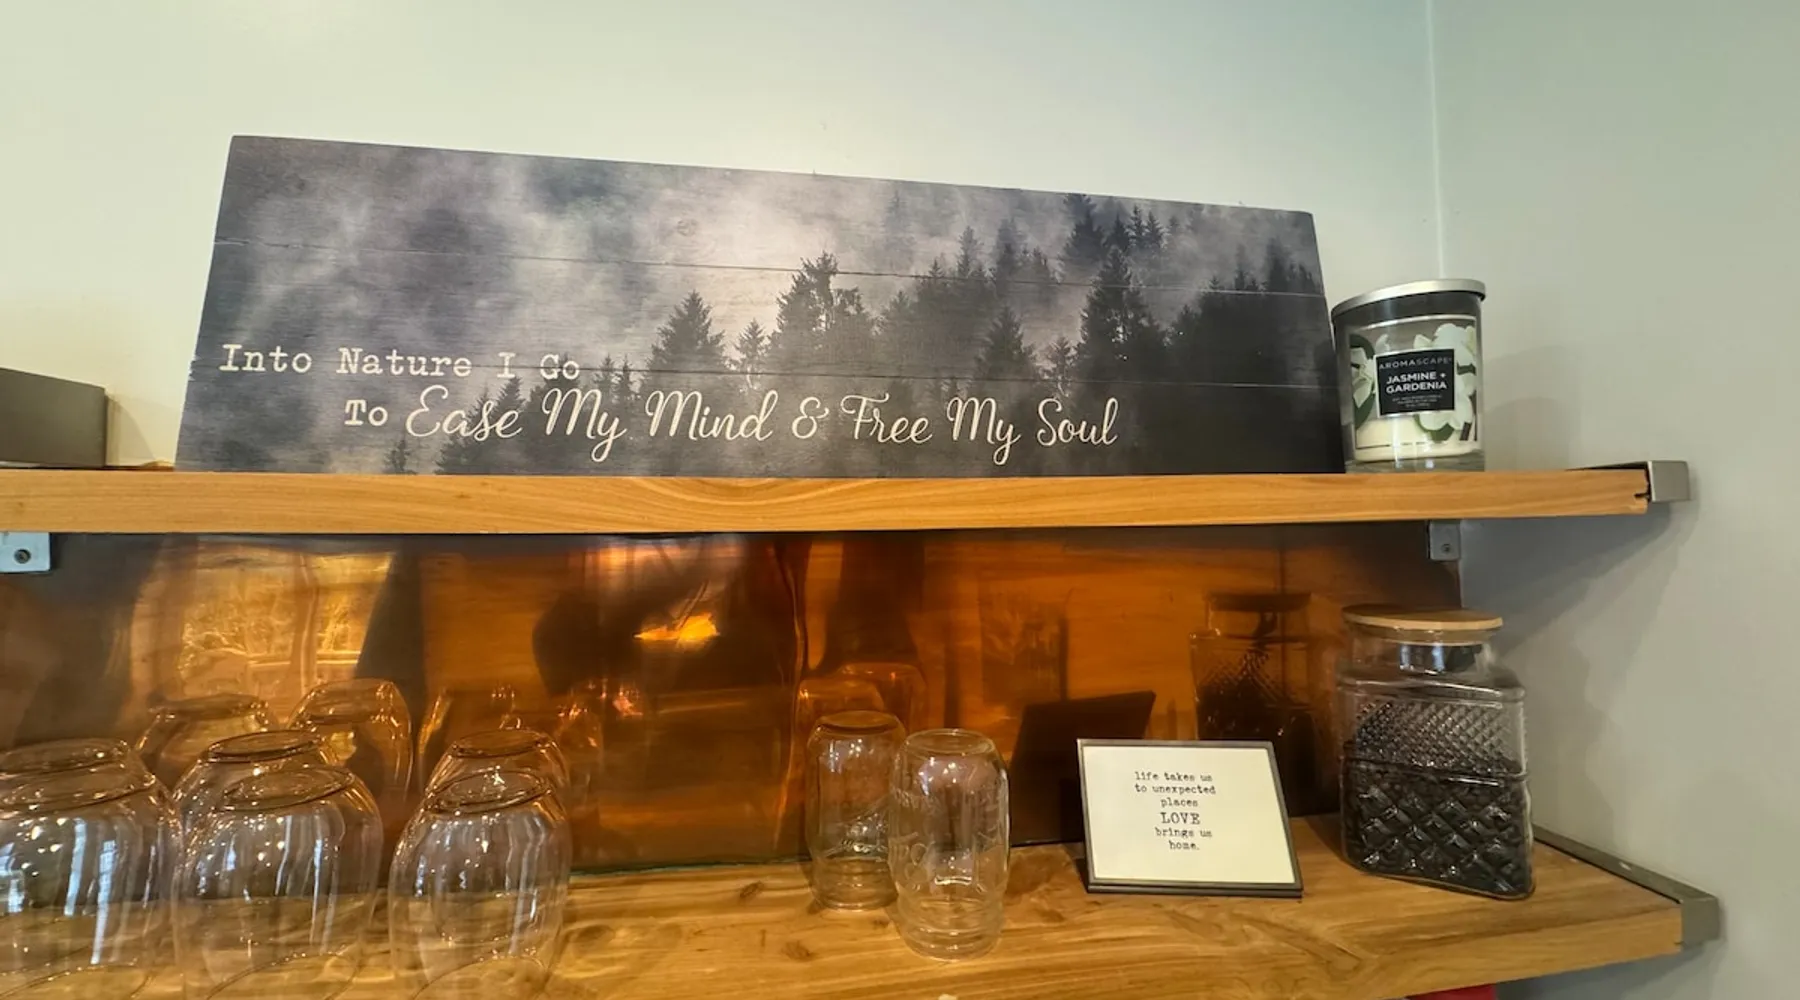 Into Nature I Go
To Ease My Mind & Free My Soul
AROMASCAPE
JASMINE +
GARDENIA
life takes us
to unexpected
places
LOVE
brings us
home.